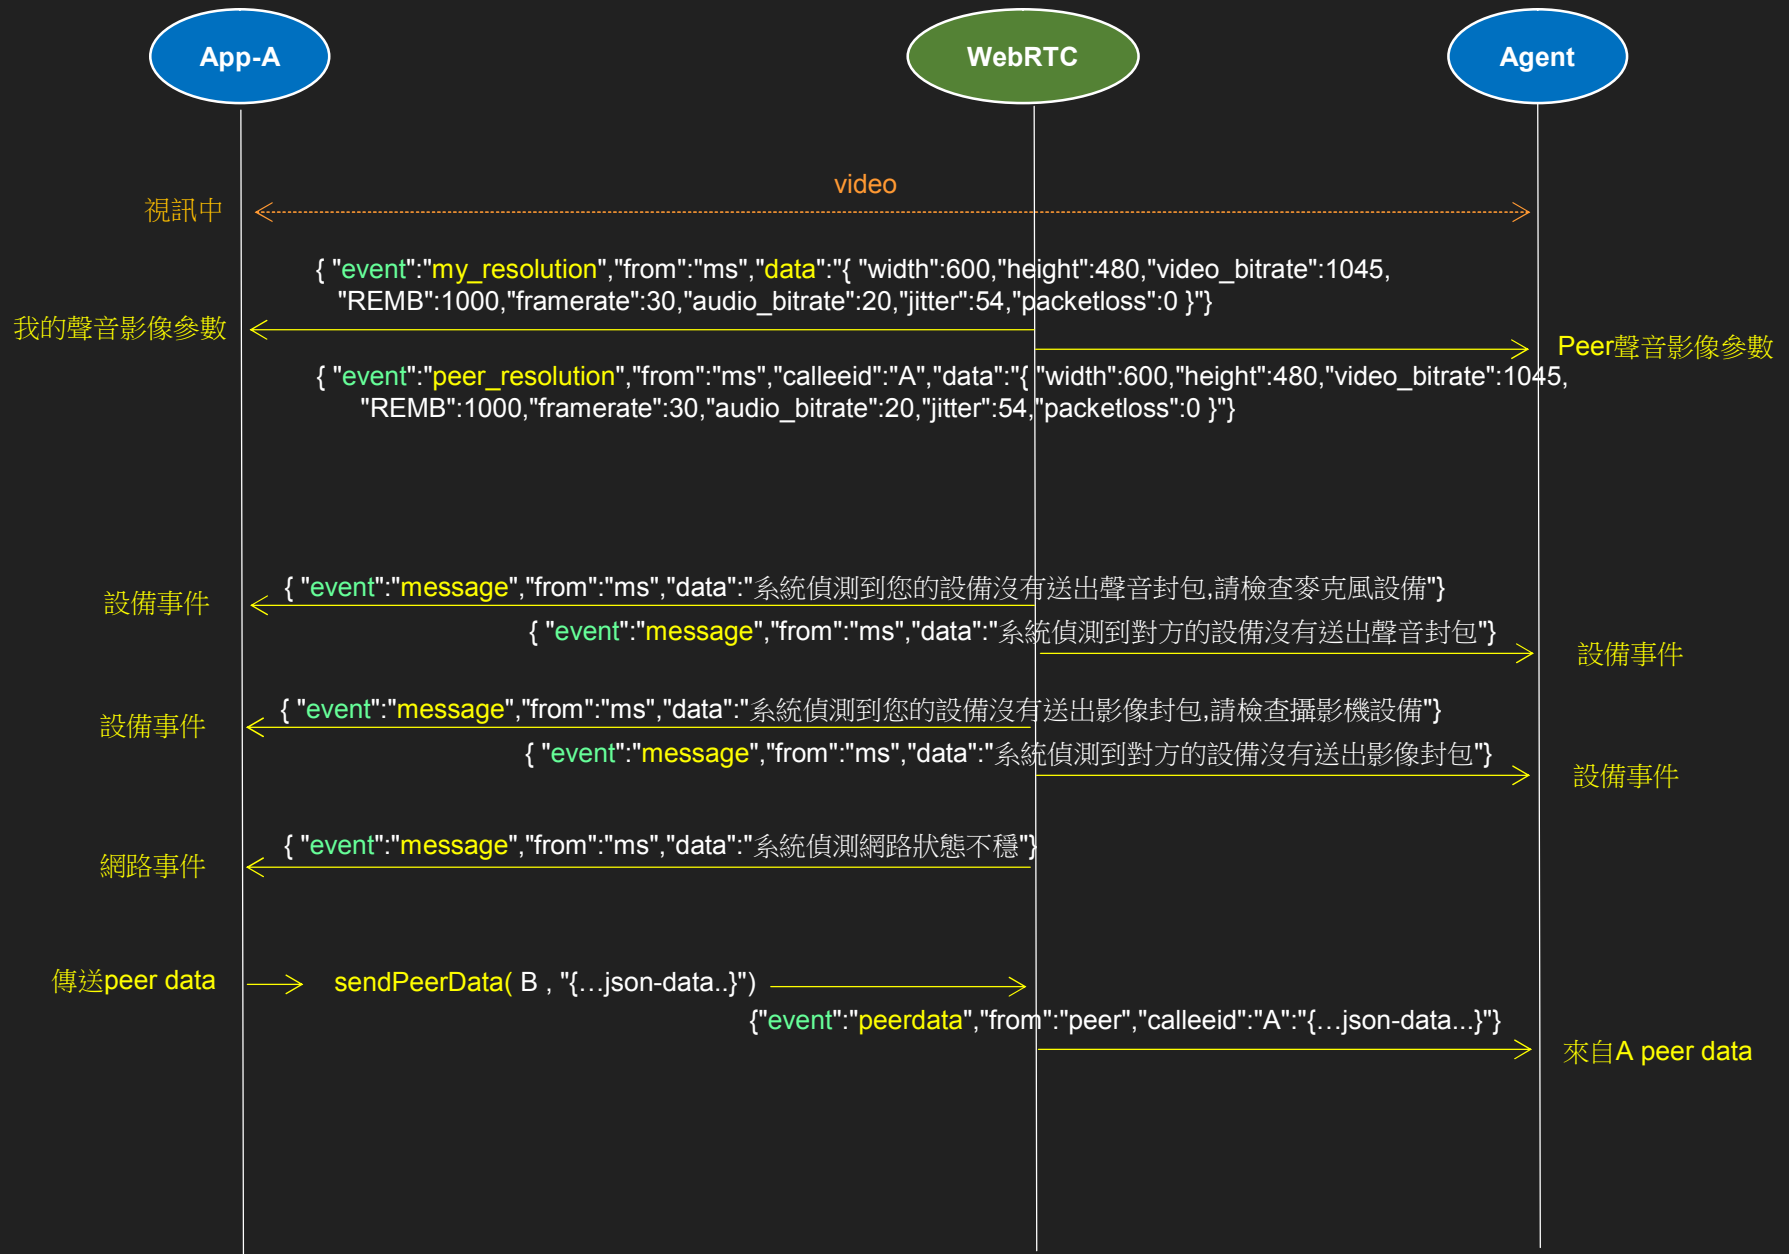 App-A
WebRTC
Agent
video
視訊中
{ "event":"my_resolution","from":"ms","data":"{ "width":600,"height":480,"video_bitrate":1045,
"REMB":1000,"framerate":30,"audio_bitrate":20,"jitter":54,"packetloss":0 }"}
我的聲音影像參數
Peer聲音影像參數
{ "event":"peer_resolution","from":"ms","calleeid":"A","data":"{ "width":600,"height":480,"video_bitrate":1045,
"REMB":1000,"framerate":30,"audio_bitrate":20,"jitter":54,"packetloss":0 }"}
{ "event":"message","from":"ms","data":"系統偵測到您的設備沒有送出聲音封包,請檢查麥克風設備"}
設備事件
{ "event":"message","from":"ms","data":"系統偵測到對方的設備沒有送出聲音封包"}
設備事件
{ "event":"message","from":"ms","data":"系統偵測到您的設備沒有送出影像封包,請檢查攝影機設備"}
設備事件
{ "event":"message","from":"ms","data":"系統偵測到對方的設備沒有送出影像封包"}
設備事件
{ "event":"message","from":"ms","data":"系統偵測網路狀態不穩"}
網路事件
傳送peer data
sendPeerData( B , "{…json-data..}")
{"event":"peerdata","from":"peer","calleeid":"A":"{…json-data...}"}
來自A peer data